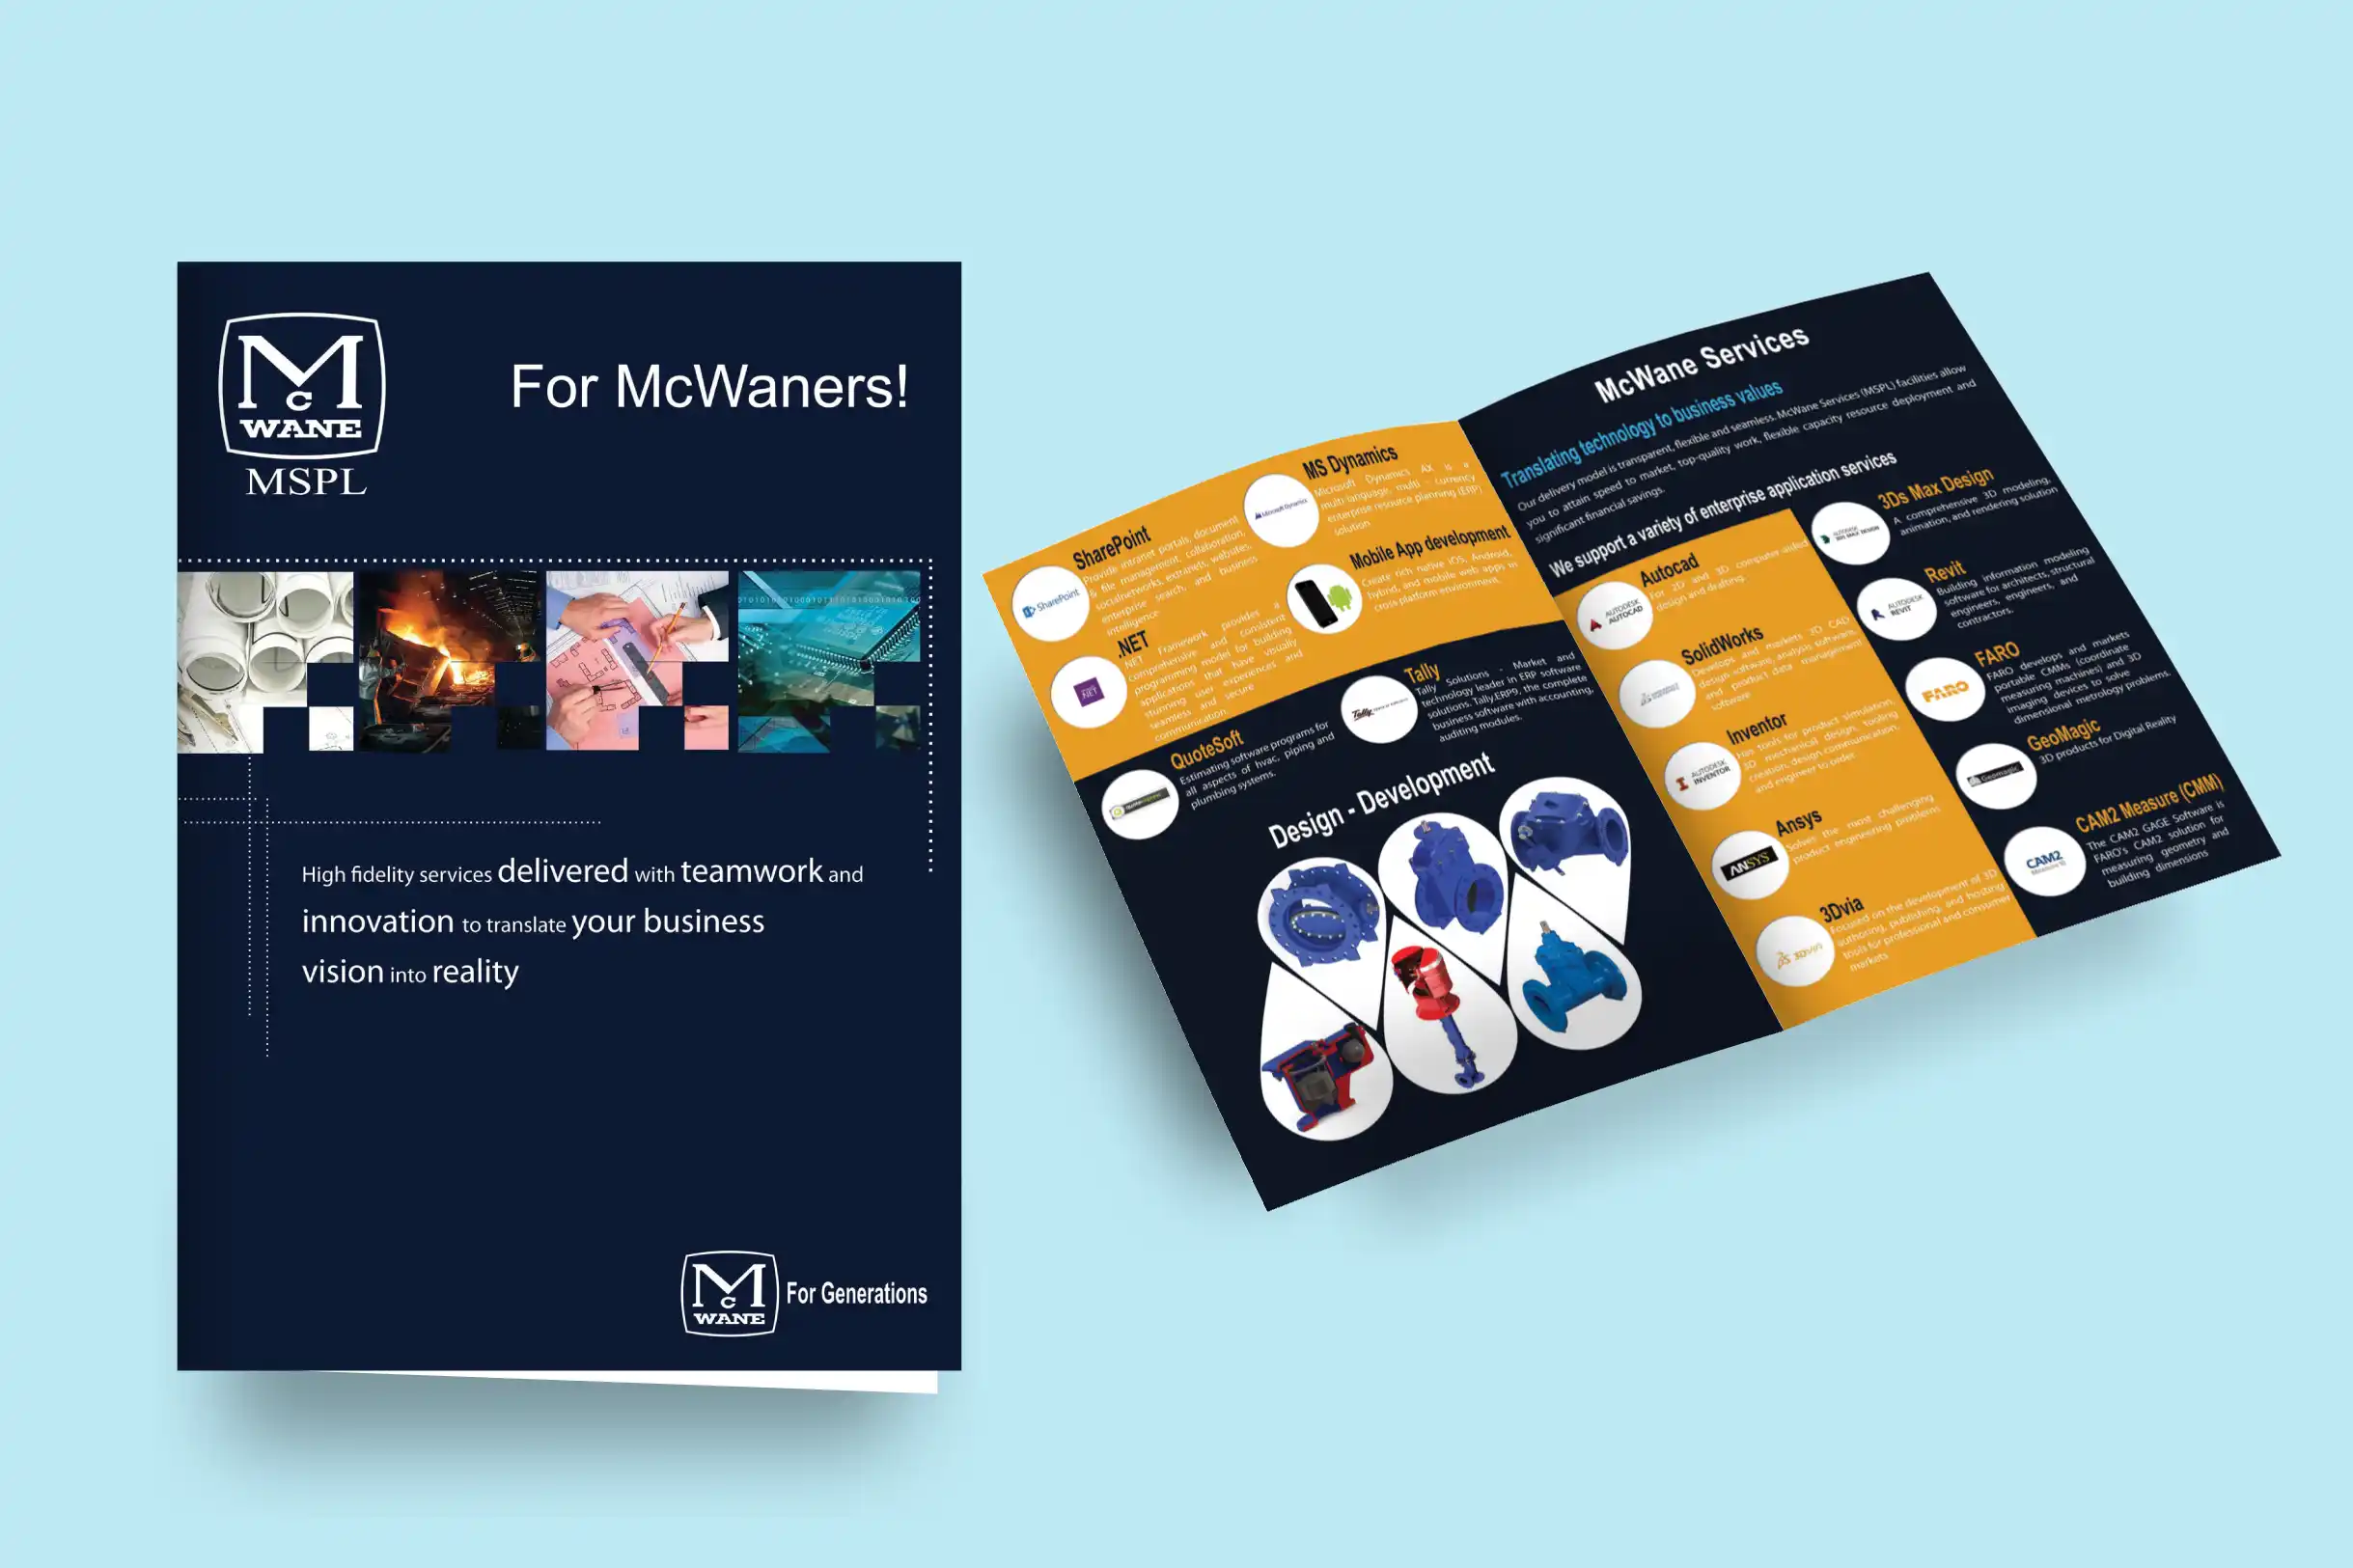 McWANE
MSPL
For McWaners!
High fidelity services delivered with teamwork and
innovation to translate your business
vision into reality
McWANE For Generations
SharePoint
SharePoint
Provide intranet portals, document
& file management, collaboration,
social networks, extranets, websites,
enterprise search, and business
intelligence
Microsoft Dynamics
MS Dynamics
Microsoft Dynamics AX is a
multi-language, multi - currency
enterprise resource planning (ERP)
solution
.NET
.NET
.NET Framework provides a
comprehensive and consistent
programming model for building
applications that have visually
stunning user experiences and
seamless and secure
communication
Mobile App development
Create rich native iOS, Android,
hybrid, and mobile web apps in
cross platform environment.
QuoteSoft
Estimating software programs for
all aspects of hvac, piping and
plumbing systems.
Tally
Tally
Tally Solutions - Market and
technology leader in ERP software
solutions. Tally.ERP9, the complete
business software with accounting,
auditing modules.
Design - Development
McWane Services
Translating technology to business values
Our delivery model is transparent, flexible and seamless. McWane Services (MSPL) facilities allow
you to attain speed to market, top-quality work, flexible capacity resource deployment and
significant financial savings.
We support a variety of enterprise application services
AUTODESK
AUTOCAD
Autocad
For 2D and 3D computer-aided
design and drafting.
SolidWorks
Develops and markets 3D CAD
design software, analysis software,
and product data management
software
AUTODESK
INVENTOR
Inventor
Has tools for product simulation,
3D mechanical design, tooling
creation, design communication,
and engineer to order
ANSYS
Ansys
Solves the most challenging
product engineering problems
3DVIA
3Dvia
Focused on the development of 3D
authoring, publishing, and hosting
tools for professional and consumer
markets
AUTODESK
3DS MAX DESIGN
3Ds Max Design
A comprehensive 3D modeling,
animation, and rendering solution
AUTODESK
REVIT
Revit
Building information modeling
software for architects, structural
engineers, engineers, and
contractors.
FARO
FARO
FARO develops and markets
portable CMMs (coordinate
measuring machines) and 3D
imaging devices to solve
dimensional metrology problems.
Geomagic
GeoMagic
3D products for Digital Reality
CAM2
Measure 10
CAM2 Measure (CMM)
The CAM2 GAGE Software is
FARO's CAM2 solution for
measuring geometry and
building dimensions